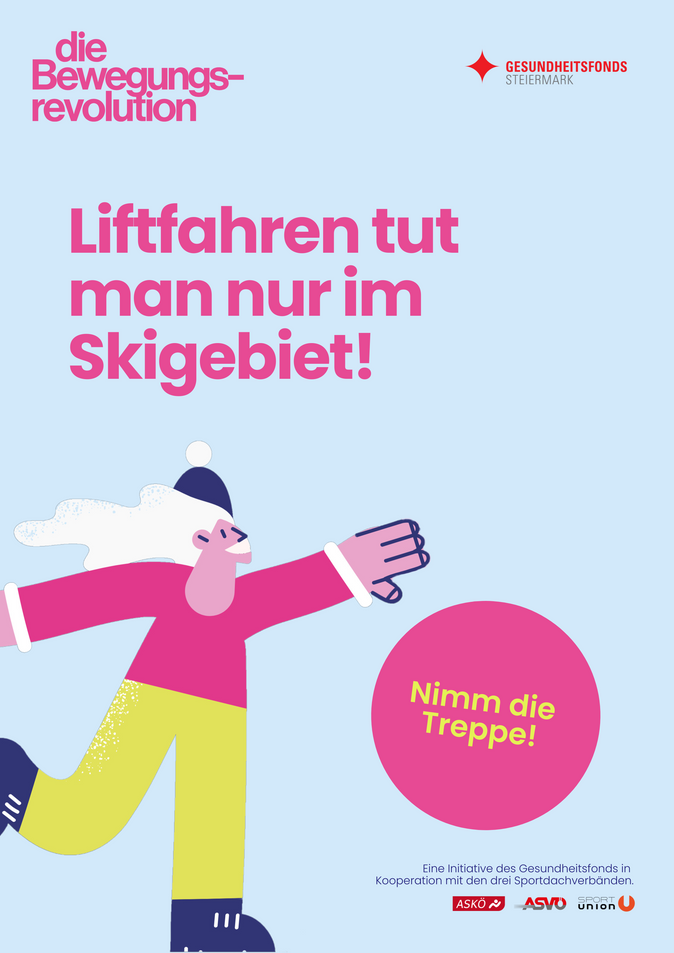 die
Bewegungs-
revolution
GESUNDHEITSFONDS
STEIERMARK
Liftfahren tut
man nur im
Skigebiet!
Nimm die
Treppe!
Eine Initiative des Gesundheitsfonds in
Kooperation mit den drei Sportdachverbänden.
ASKÖ
ASVÖ
SPORT
union